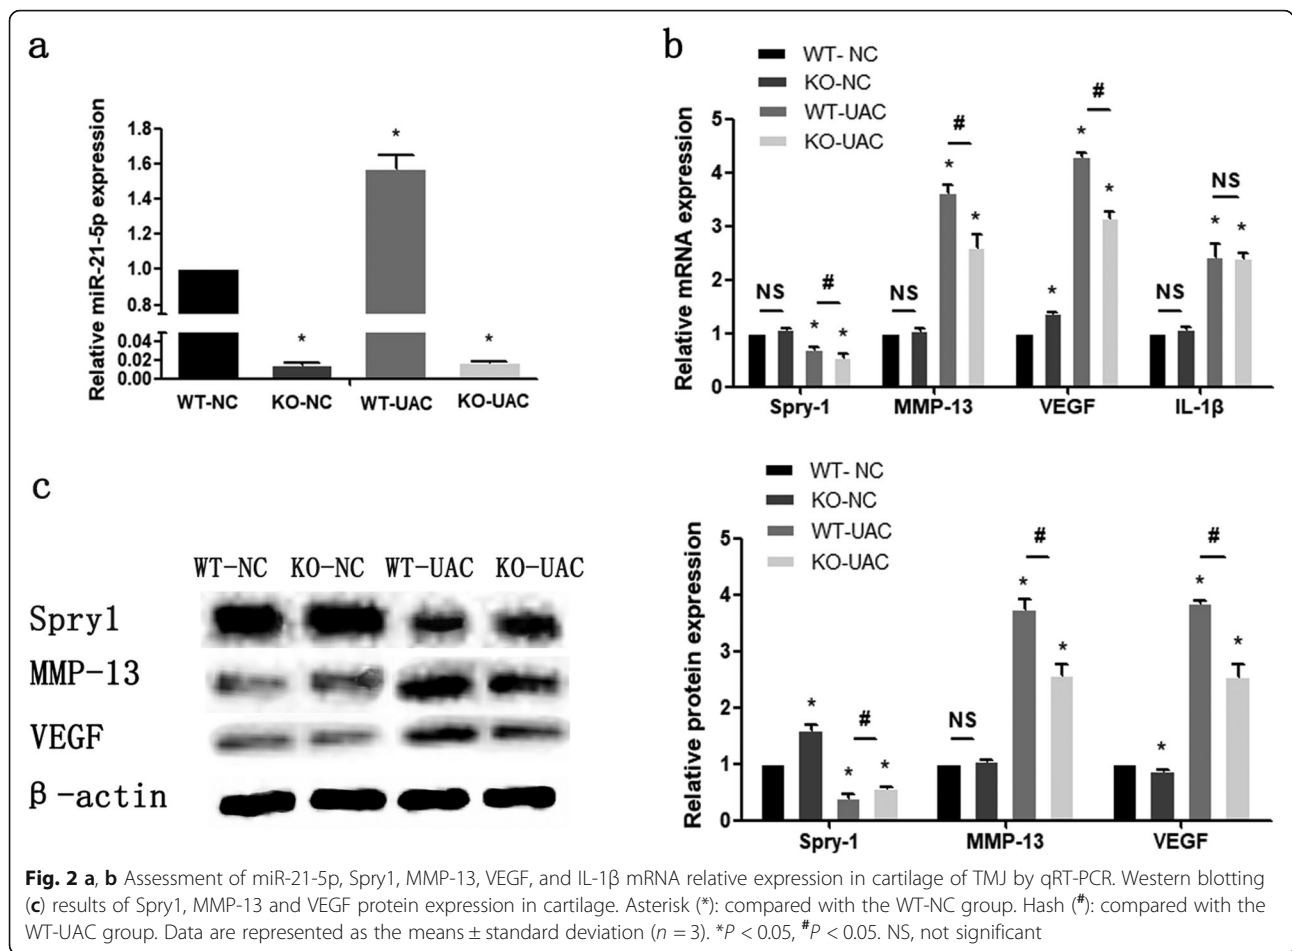 a
Relative miR-21-5p expression
1.8
1.6
1.4
1.2
1.0
0.8
0.04
0.02
0.00
*
*
*
WT-NC KO-NC WT-UAC KO-UAC
b
WT- NC
KO-NC
WT-UAC
KO-UAC
Relative mRNA expression
5
4
3
2
1
0
NS
#
*
*
NS
#
*
*
*
#
*
*
NS
NS
*
*
Spry-1 MMP-13 VEGF IL-1β
c
WT-NC KO-NC WT-UAC KO-UAC
Spry1
MMP-13
VEGF
β-actin
WT- NC
KO-NC
WT-UAC
KO-UAC
Relative protein expression
5
4
3
2
1
0
*
#
*
*
NS
#
*
*
*
#
*
*
Spry-1 MMP-13 VEGF
Fig. 2 a, b Assessment of miR-21-5p, Spry1, MMP-13, VEGF, and IL-1β mRNA relative expression in cartilage of TMJ by qRT-PCR. Western blotting
(c) results of Spry1, MMP-13 and VEGF protein expression in cartilage. Asterisk (*): compared with the WT-NC group. Hash (#): compared with the
WT-UAC group. Data are represented as the means ± standard deviation (n = 3). *P < 0.05, #P < 0.05. NS, not significant